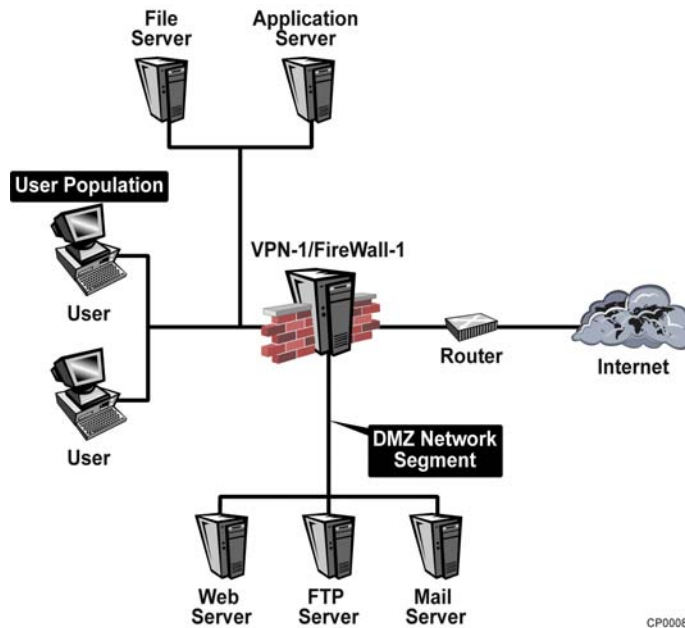 File
Server
Application
Server
User Population
User
VPN-1/FireWall-1
Router
Internet
User
DMZ Network
Segment
Web
Server
FTP
Server
Mail
Server
CP0008